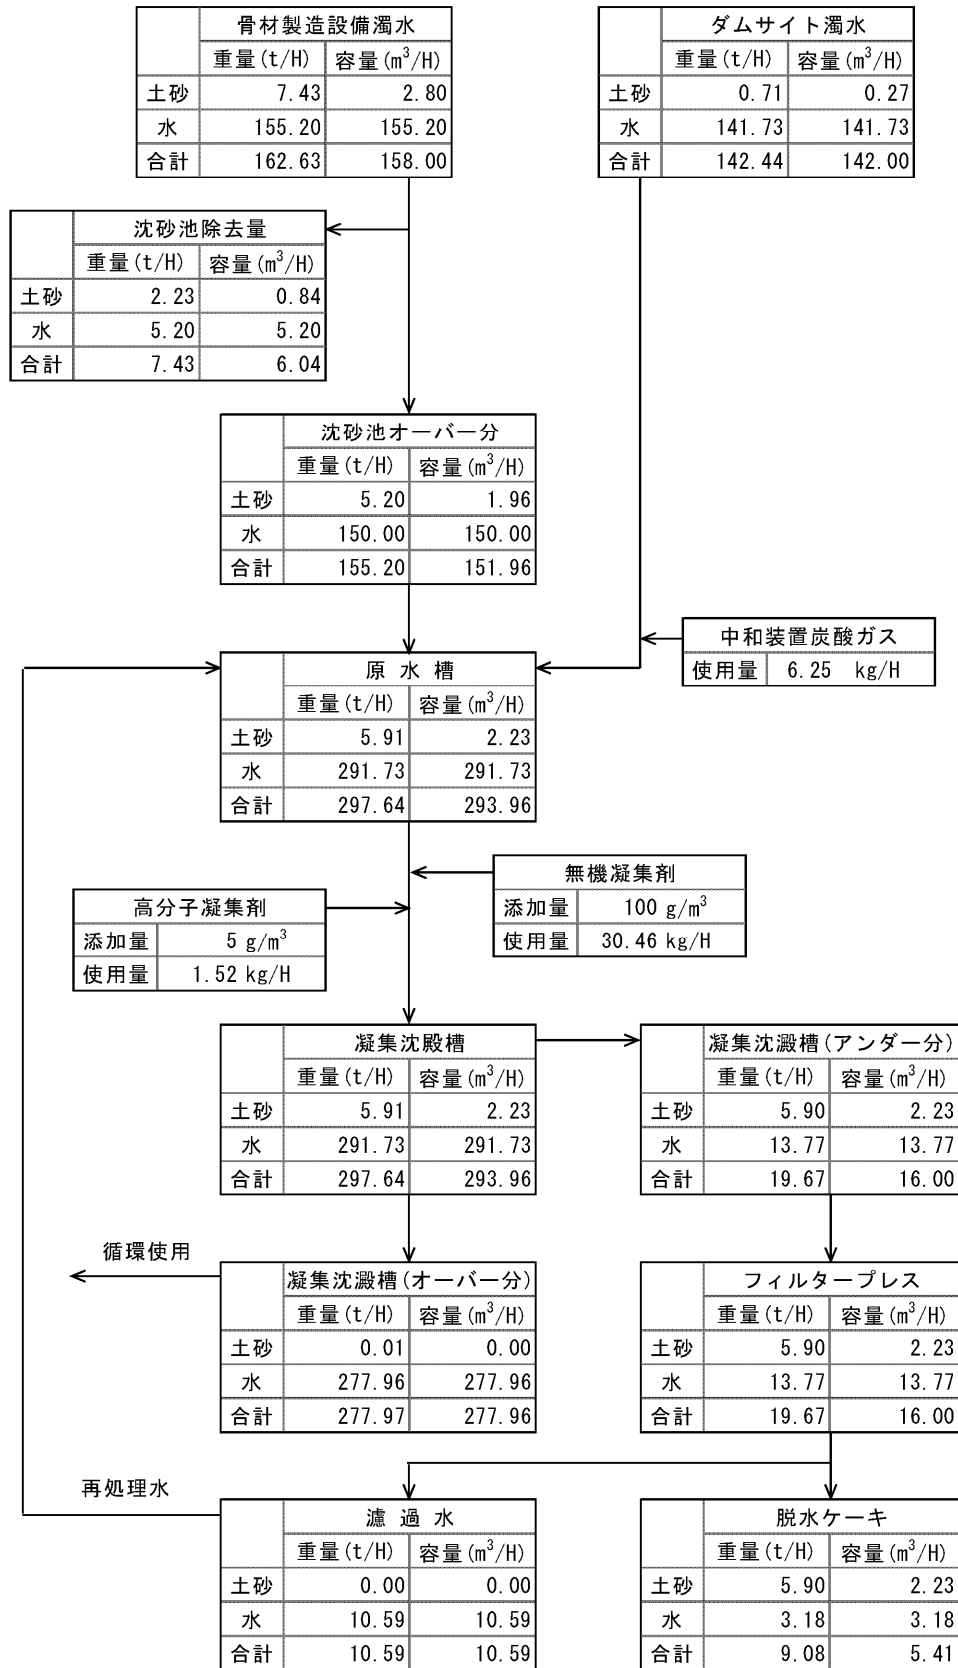 骨材製造設備濁水
重量(t/H) 容量(m³/H)
土砂 7.43 2.80
水 155.20 155.20
合計 162.63 158.00
ダムサイト濁水
重量(t/H) 容量(m³/H)
土砂 0.71 0.27
水 141.73 141.73
合計 142.44 142.00
沈砂池除去量
重量(t/H) 容量(m³/H)
土砂 2.23 0.84
水 5.20 5.20
合計 7.43 6.04
沈砂池オーバー分
重量(t/H) 容量(m³/H)
土砂 5.20 1.96
水 150.00 150.00
合計 155.20 151.96
中和装置炭酸ガス
使用量 6.25 kg/H
原水槽
重量(t/H) 容量(m³/H)
土砂 5.91 2.23
水 291.73 291.73
合計 297.64 293.96
無機凝集剤
添加量 100 g/m³
使用量 30.46 kg/H
高分子凝集剤
添加量 5 g/m³
使用量 1.52 kg/H
凝集沈殿槽
重量(t/H) 容量(m³/H)
土砂 5.91 2.23
水 291.73 291.73
合計 297.64 293.96
凝集沈澱槽(アンダー分)
重量(t/H) 容量(m³/H)
土砂 5.90 2.23
水 13.77 13.77
合計 19.67 16.00
循環使用
凝集沈澱槽(オーバー分)
重量(t/H) 容量(m³/H)
土砂 0.01 0.00
水 277.96 277.96
合計 277.97 277.96
フィルタープレス
重量(t/H) 容量(m³/H)
土砂 5.90 2.23
水 13.77 13.77
合計 19.67 16.00
再処理水
濾過水
重量(t/H) 容量(m³/H)
土砂 0.00 0.00
水 10.59 10.59
合計 10.59 10.59
脱水ケーキ
重量(t/H) 容量(m³/H)
土砂 5.90 2.23
水 3.18 3.18
合計 9.08 5.41